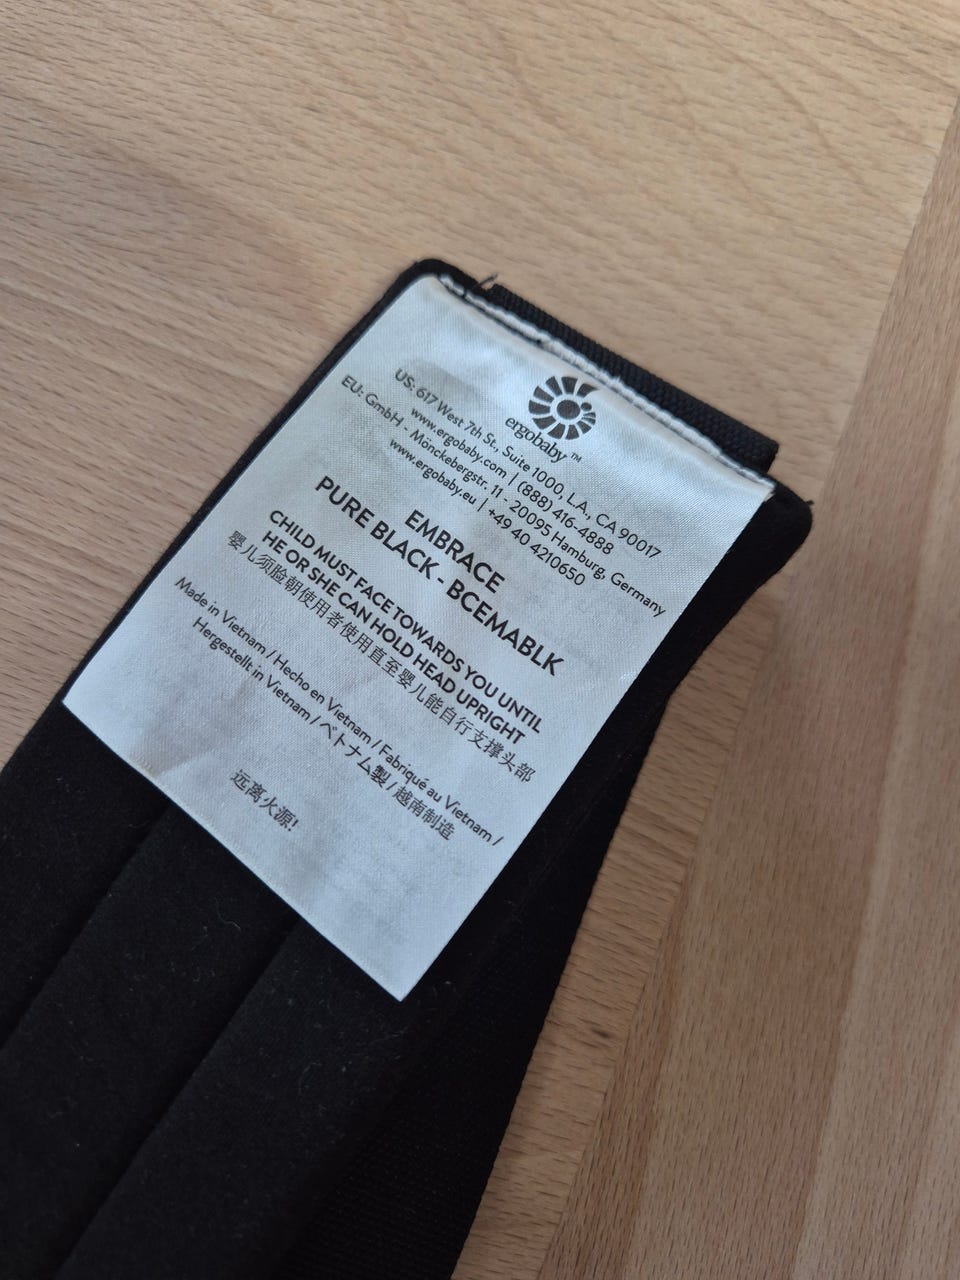 ergobaby™
US: 617 West 7th St., Suite 1000, L.A., CA 90017
www.ergobaby.com | (888) 416-4888
EU: GmbH - Mönckebergstr. 11 - 20095 Hamburg, Germany
www.ergobaby.eu | +49 40 4210650
EMBRACE
PURE BLACK - BCEMABLK
CHILD MUST FACE TOWARDS YOU UNTIL
HE OR SHE CAN HOLD HEAD UPRIGHT
婴儿须脸朝使用者使用直至婴儿能自行支撑头部
Made in Vietnam / Hecho en Vietnam / Fabriqué au Vietnam /
Hergestellt in Vietnam / ベトナム製 / 越南制造
远离火源!